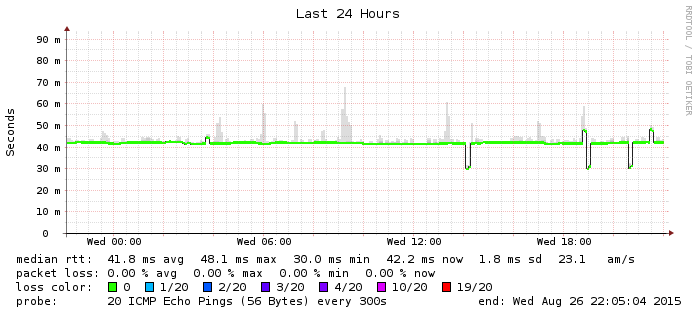 Last 24 Hours
RRDTOOL / TOBI OETIKER
Seconds
90 m
80 m
70 m
60 m
50 m
40 m
30 m
20 m
10 m
0
Wed 00:00 Wed 06:00 Wed 12:00 Wed 18:00
median rtt: 41.8 ms avg 48.1 ms max 30.0 ms min 42.2 ms now 1.8 ms sd 23.1 am/s
packet loss: 0.00 % avg 0.00 % max 0.00 % min 0.00 % now
loss color: 0 1/20 2/20 3/20 4/20 10/20 19/20
probe: 20 ICMP Echo Pings (56 Bytes) every 300s end: Wed Aug 26 22:05:04 2015